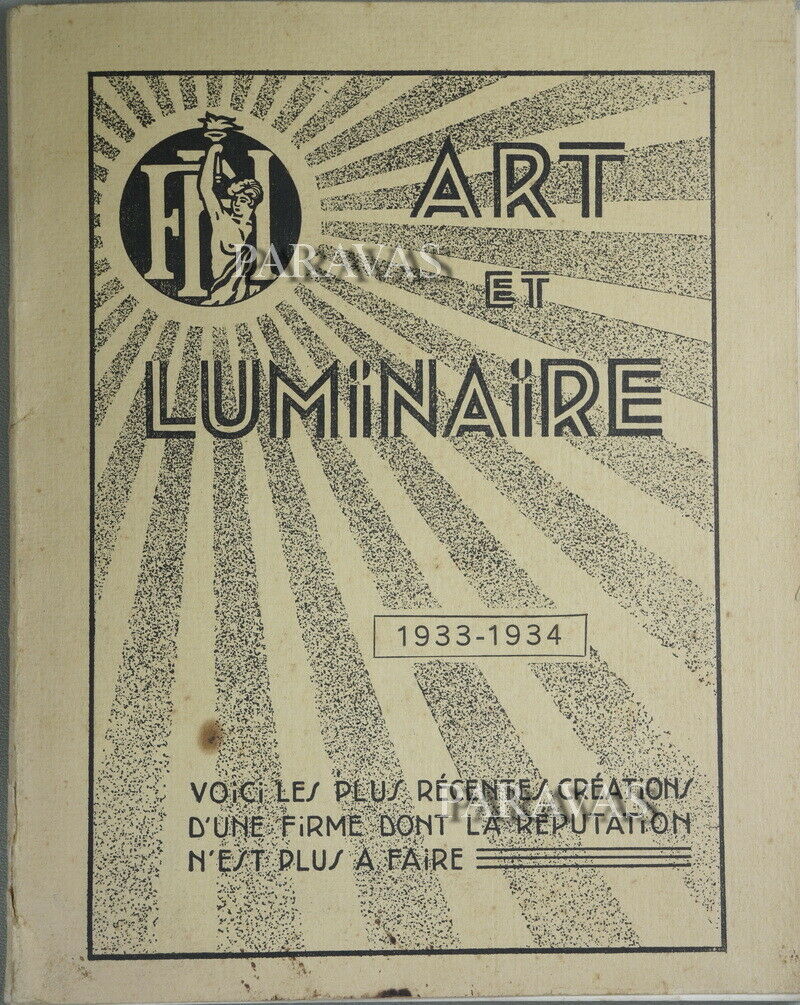 ART
ET
LUMiNAiRE
PARAVAS
1933-1934
VOiCi LES PLUS RÉCENTES CRÉATIONS
D'UNE FiRME DONT LA RÉPUTATION
N'EST PLUS A FAiRE
PARAVAS